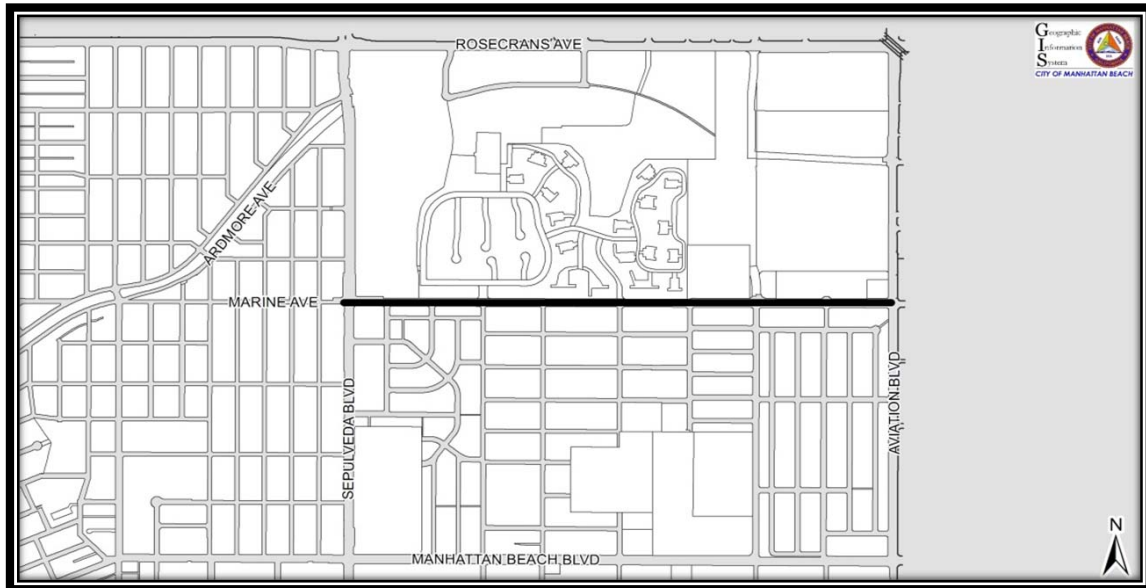 ROSECRANS AVE
Geographic
Information
System
CITY OF MANHATTAN BEACH
ARDMORE AVE
MARINE AVE
SEPULVEDA BLVD
AVIATION BLVD
MANHATTAN BEACH BLVD
N